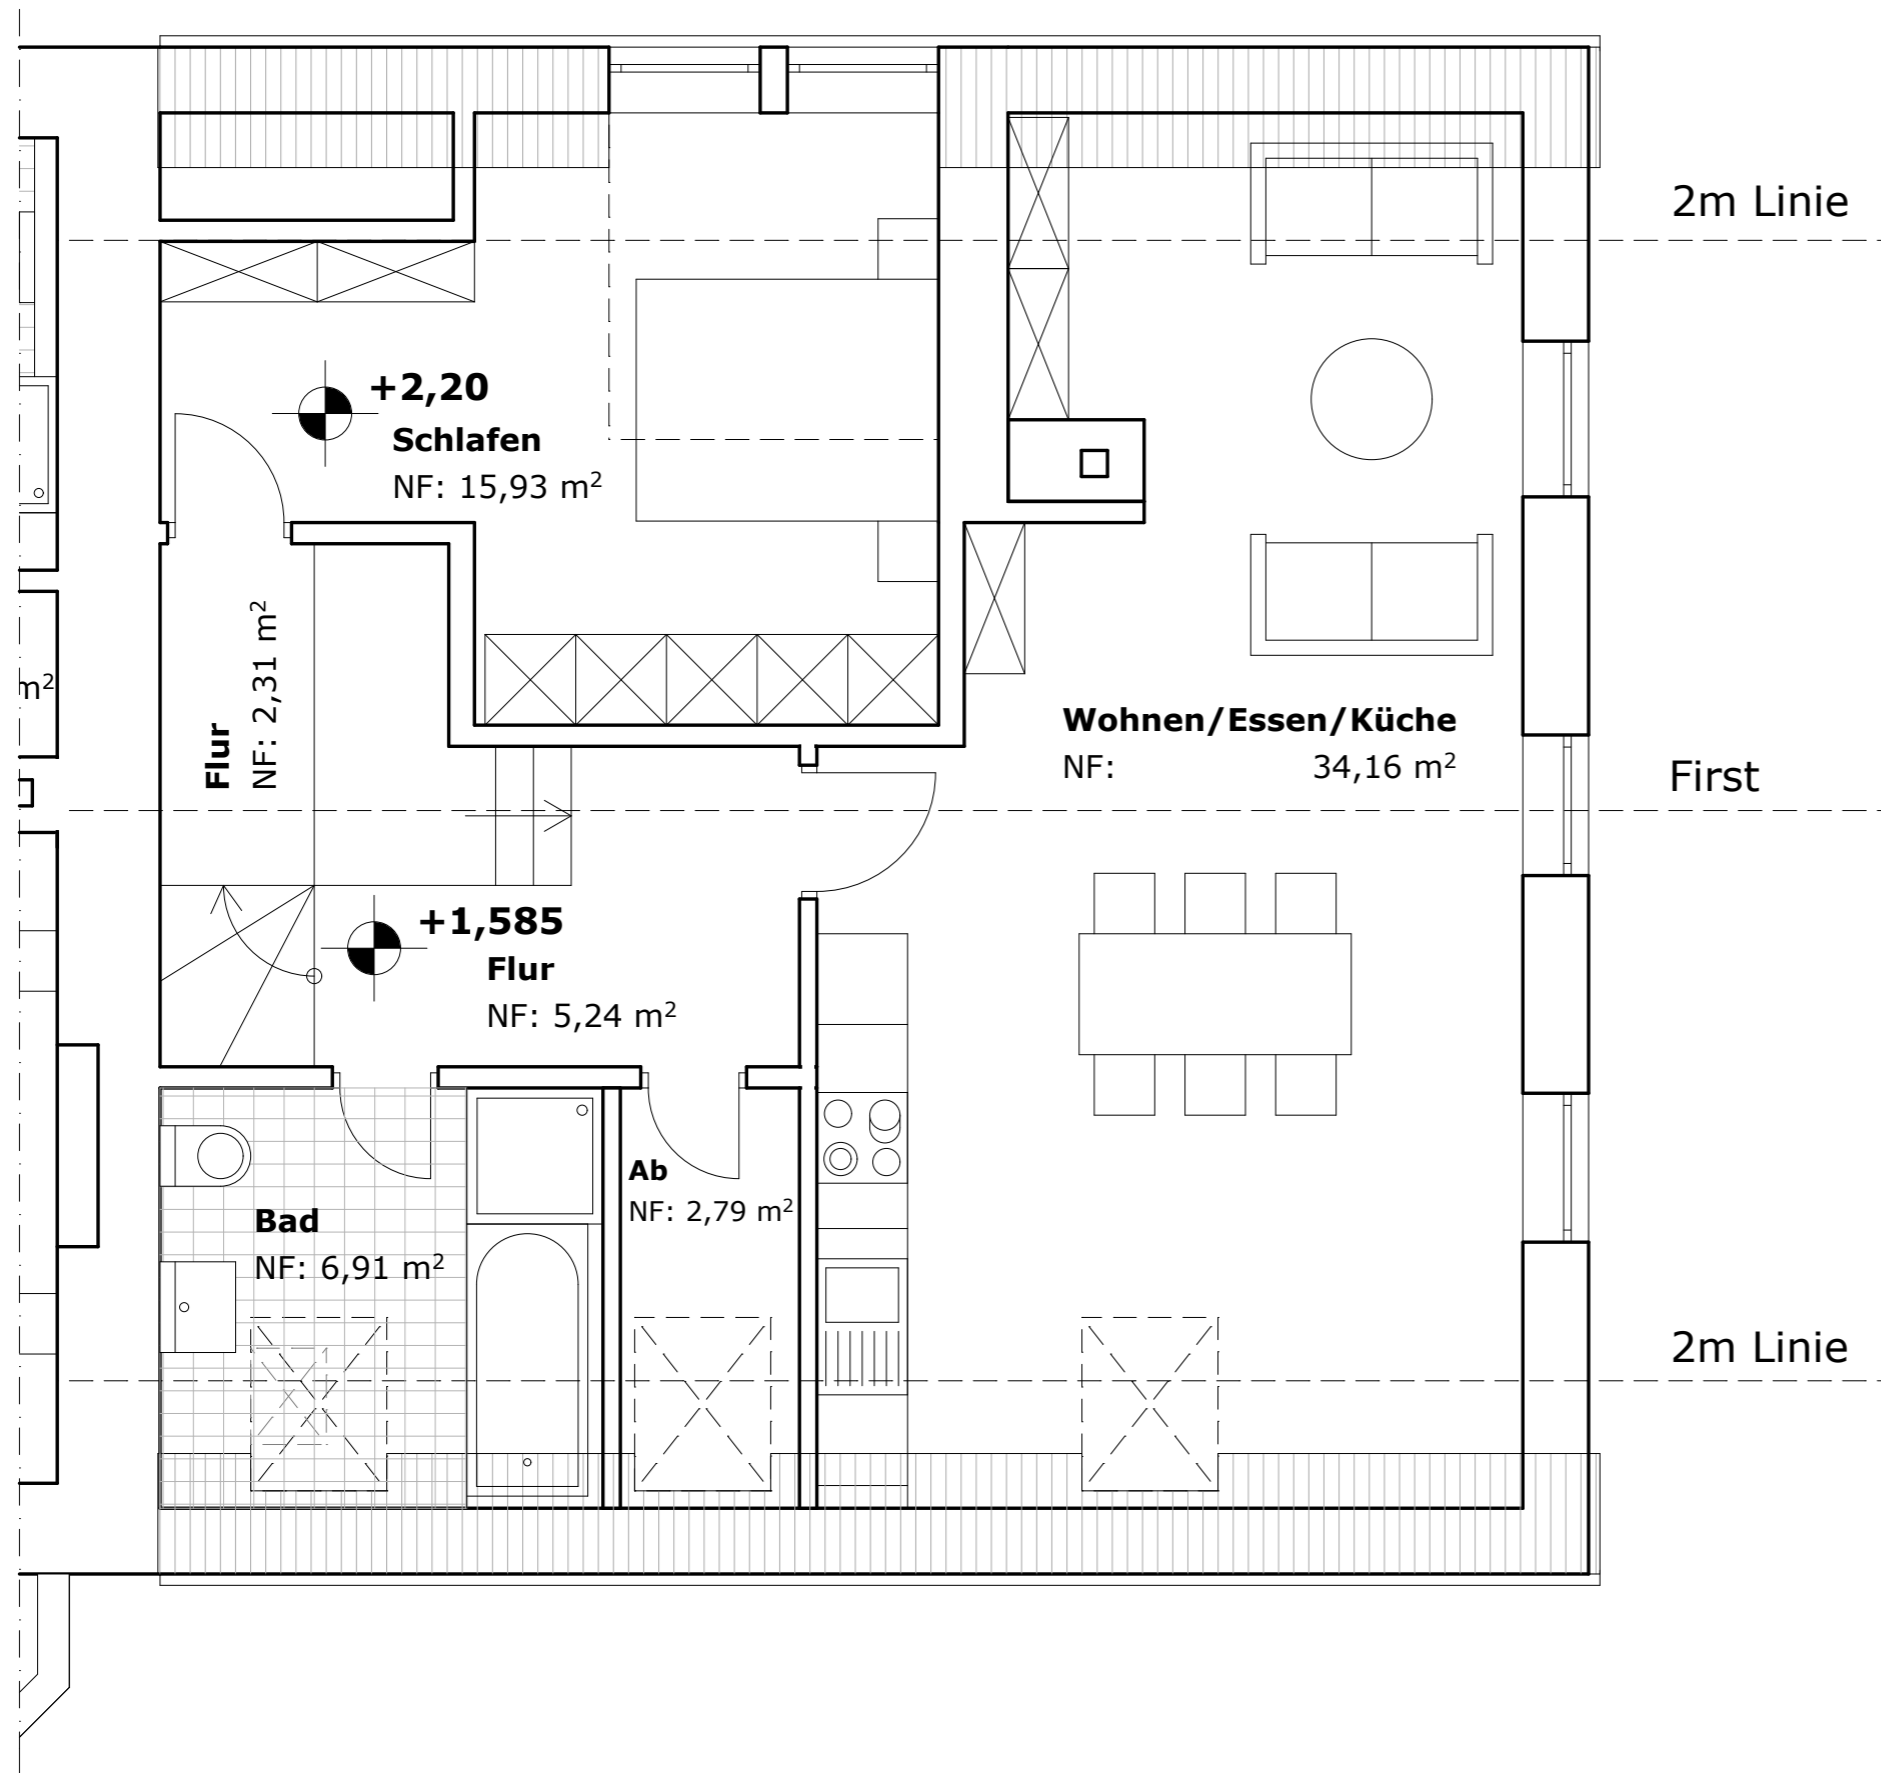 2m Linie
+2,20
Schlafen
NF: 15,93 m²
Flur
NF: 2,31 m²
m²
Wohnen/Essen/Küche
NF: 34,16 m²
First
+1,585
Flur
NF: 5,24 m²
Ab
NF: 2,79 m²
Bad
NF: 6,91 m²
2m Linie